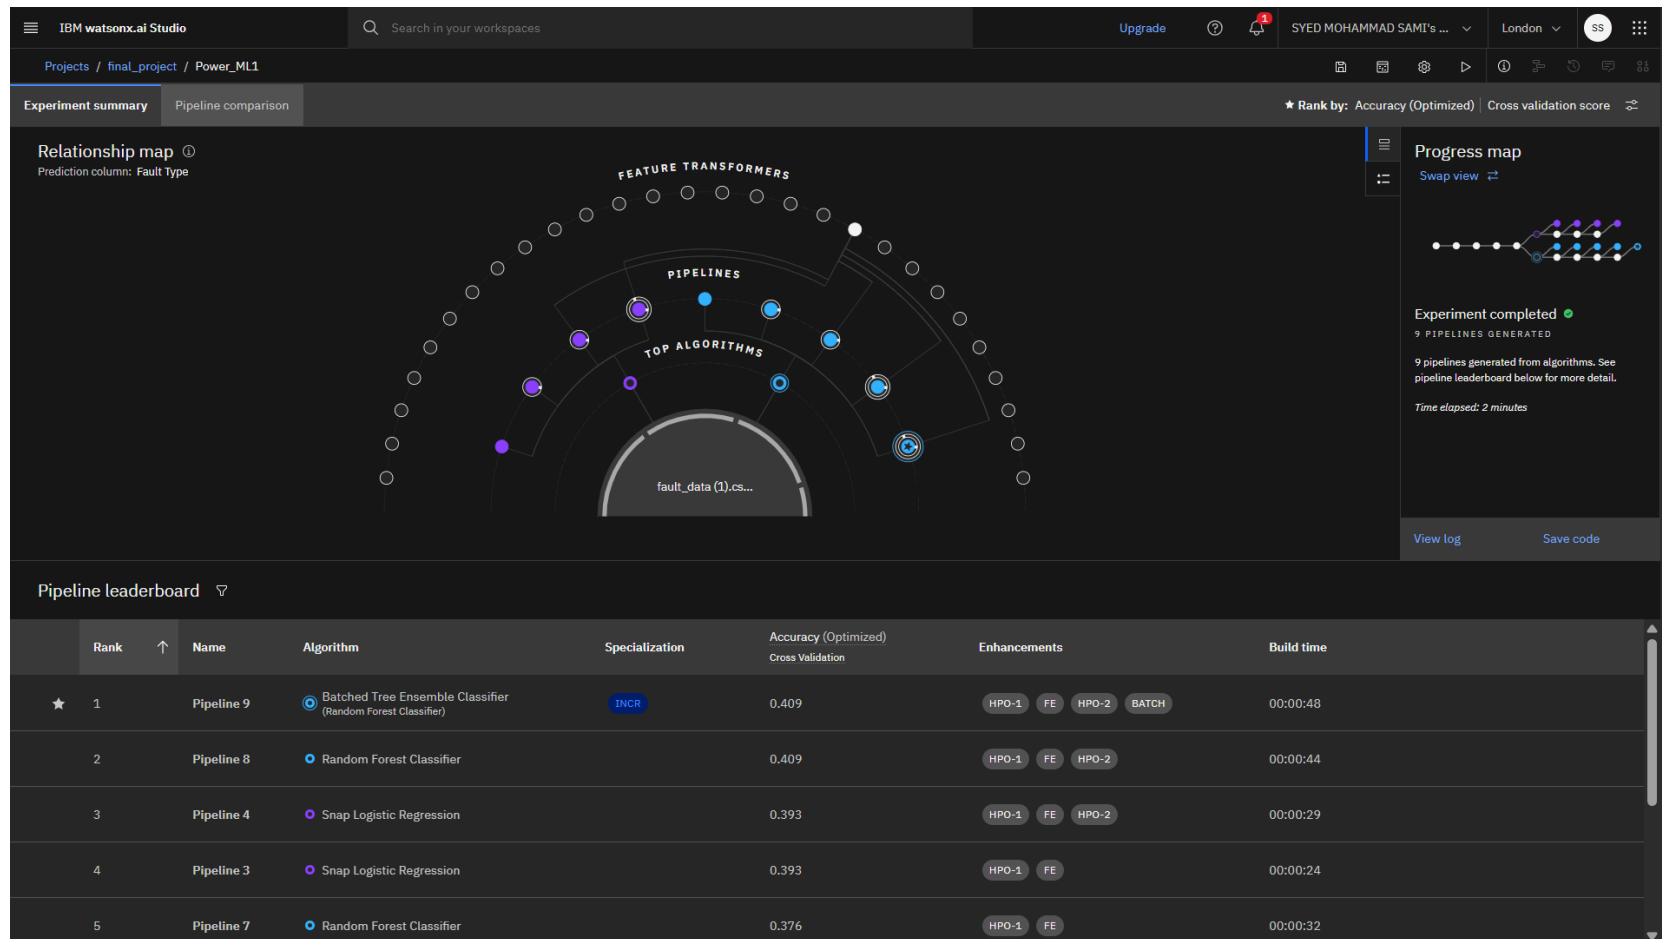 IBM watsonx.ai Studio
Search in your workspaces
Upgrade
1
SYED MOHAMMAD SAMI's ...
London
SS
Projects / final_project / Power_ML1
Experiment summary
Pipeline comparison
Rank by: Accuracy (Optimized) | Cross validation score
Relationship map
Prediction column: Fault Type
FEATURE TRANSFORMERS
PIPELINES
TOP ALGORITHMS
fault_data (1).cs...
Progress map
Swap view
Experiment completed
9 PIPELINES GENERATED
9 pipelines generated from algorithms. See
pipeline leaderboard below for more detail.
Time elapsed: 2 minutes
View log
Save code
Pipeline leaderboard
Rank Name Algorithm Specialization Accuracy (Optimized) Enhancements Build time
Cross Validation
1 Pipeline 9 Batched Tree Ensemble Classifier INCR 0.409 HPO-1 FE HPO-2 BATCH 00:00:48
(Random Forest Classifier)
2 Pipeline 8 Random Forest Classifier 0.409 HPO-1 FE HPO-2 00:00:44
3 Pipeline 4 Snap Logistic Regression 0.393 HPO-1 FE HPO-2 00:00:29
4 Pipeline 3 Snap Logistic Regression 0.393 HPO-1 FE 00:00:24
5 Pipeline 7 Random Forest Classifier 0.376 HPO-1 FE 00:00:32